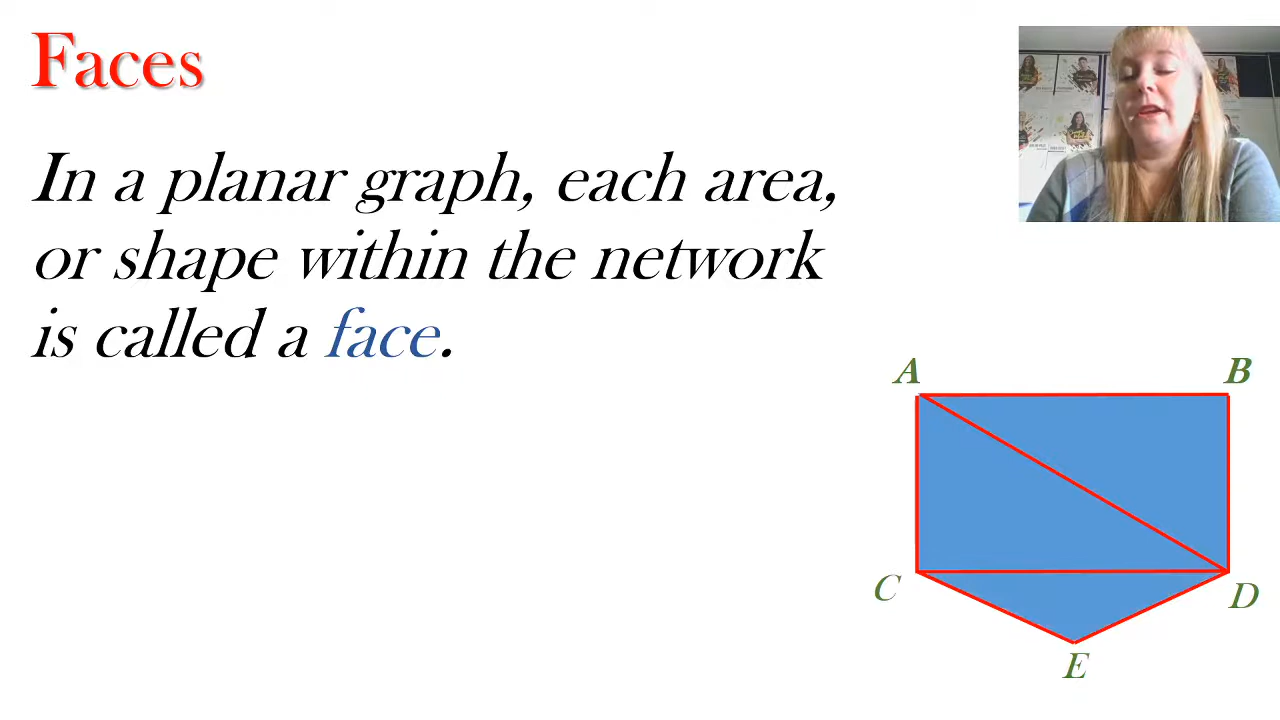 Faces
In a planar graph, each area,
or shape within the network
is called a face.
A
B
C
D
E